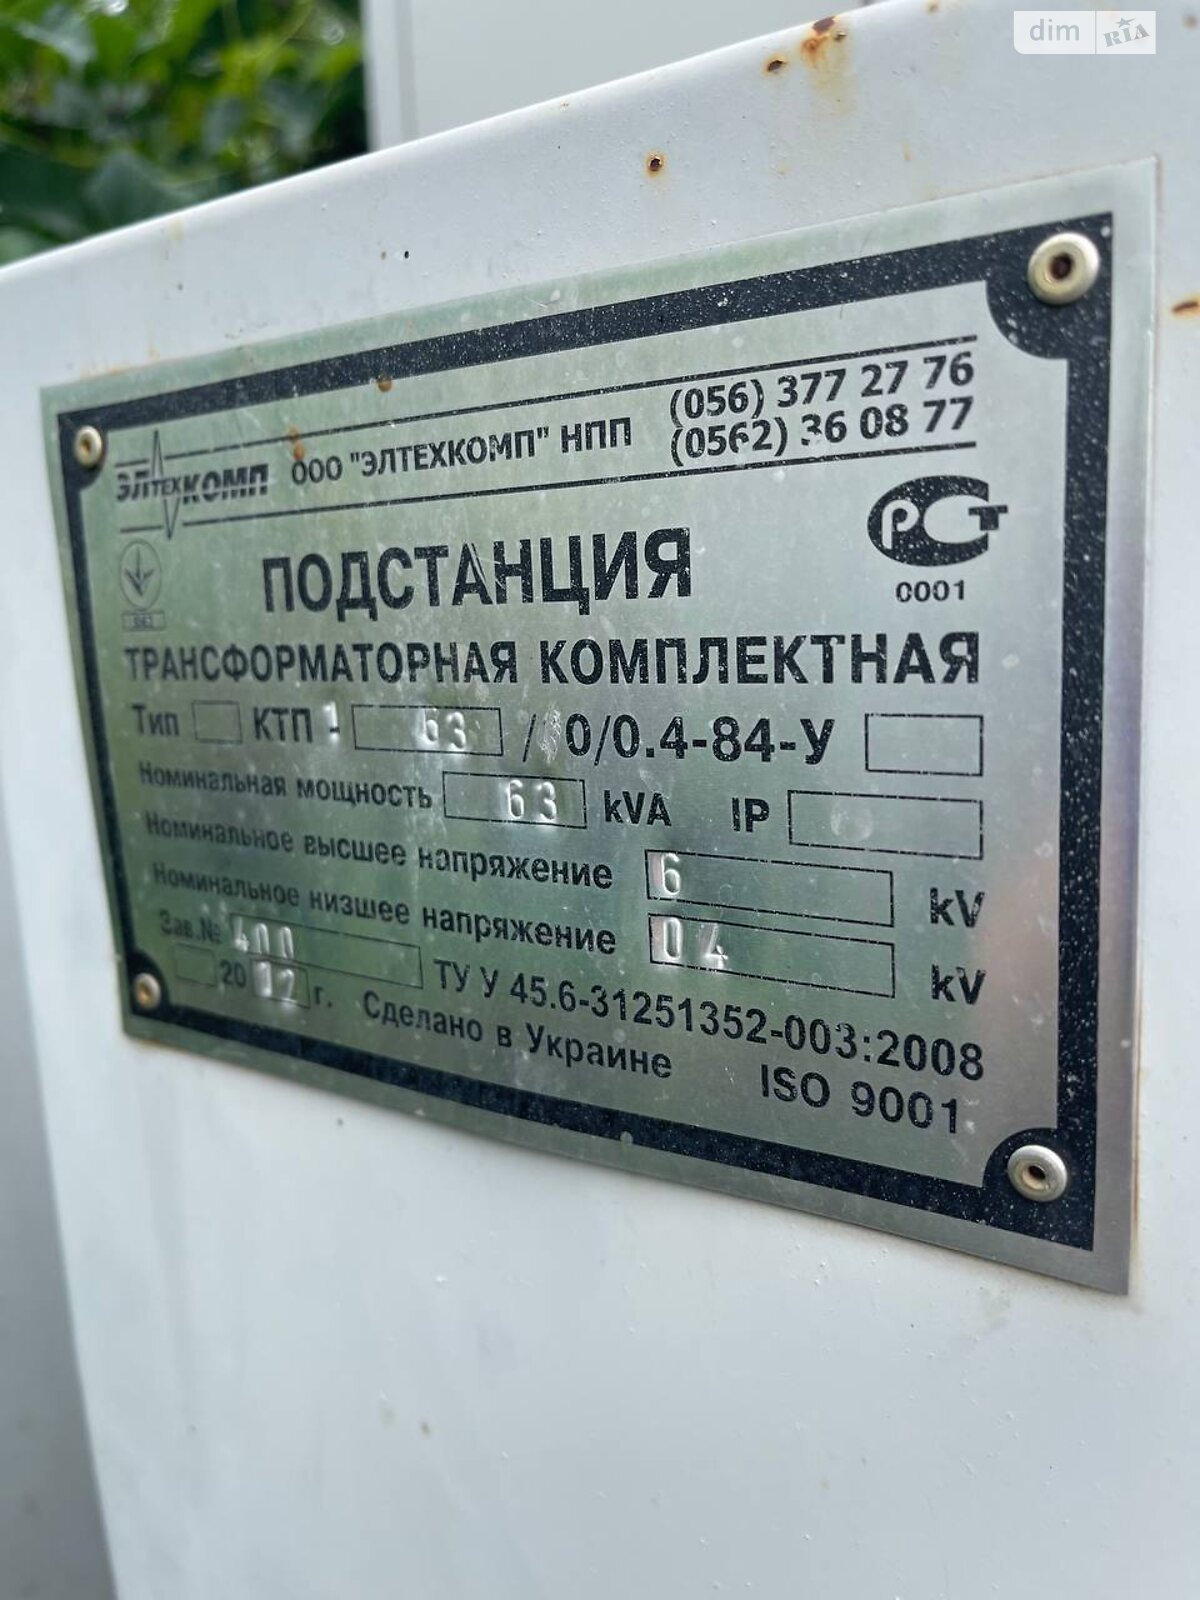 dim RIA
ЭЛТЕХКОМП ООО "ЭЛТЕХКОМП" НПП (056) 377 27 76
(0562) 36 08 77
РСТ
0001
ПОДСТАНЦИЯ
ТРАНСФОРМАТОРНАЯ КОМПЛЕКТНАЯ
Тип КТП 63 / 0/0.4-84-У
Номинальная мощность 63 kVA IP
Номинальное высшее напряжение 6 kV
Номинальное низшее напряжение 04 kV
Зав.№ 400 ТУ У 45.6-31251352-003:2008
2012 г. Сделано в Украине ISO 9001